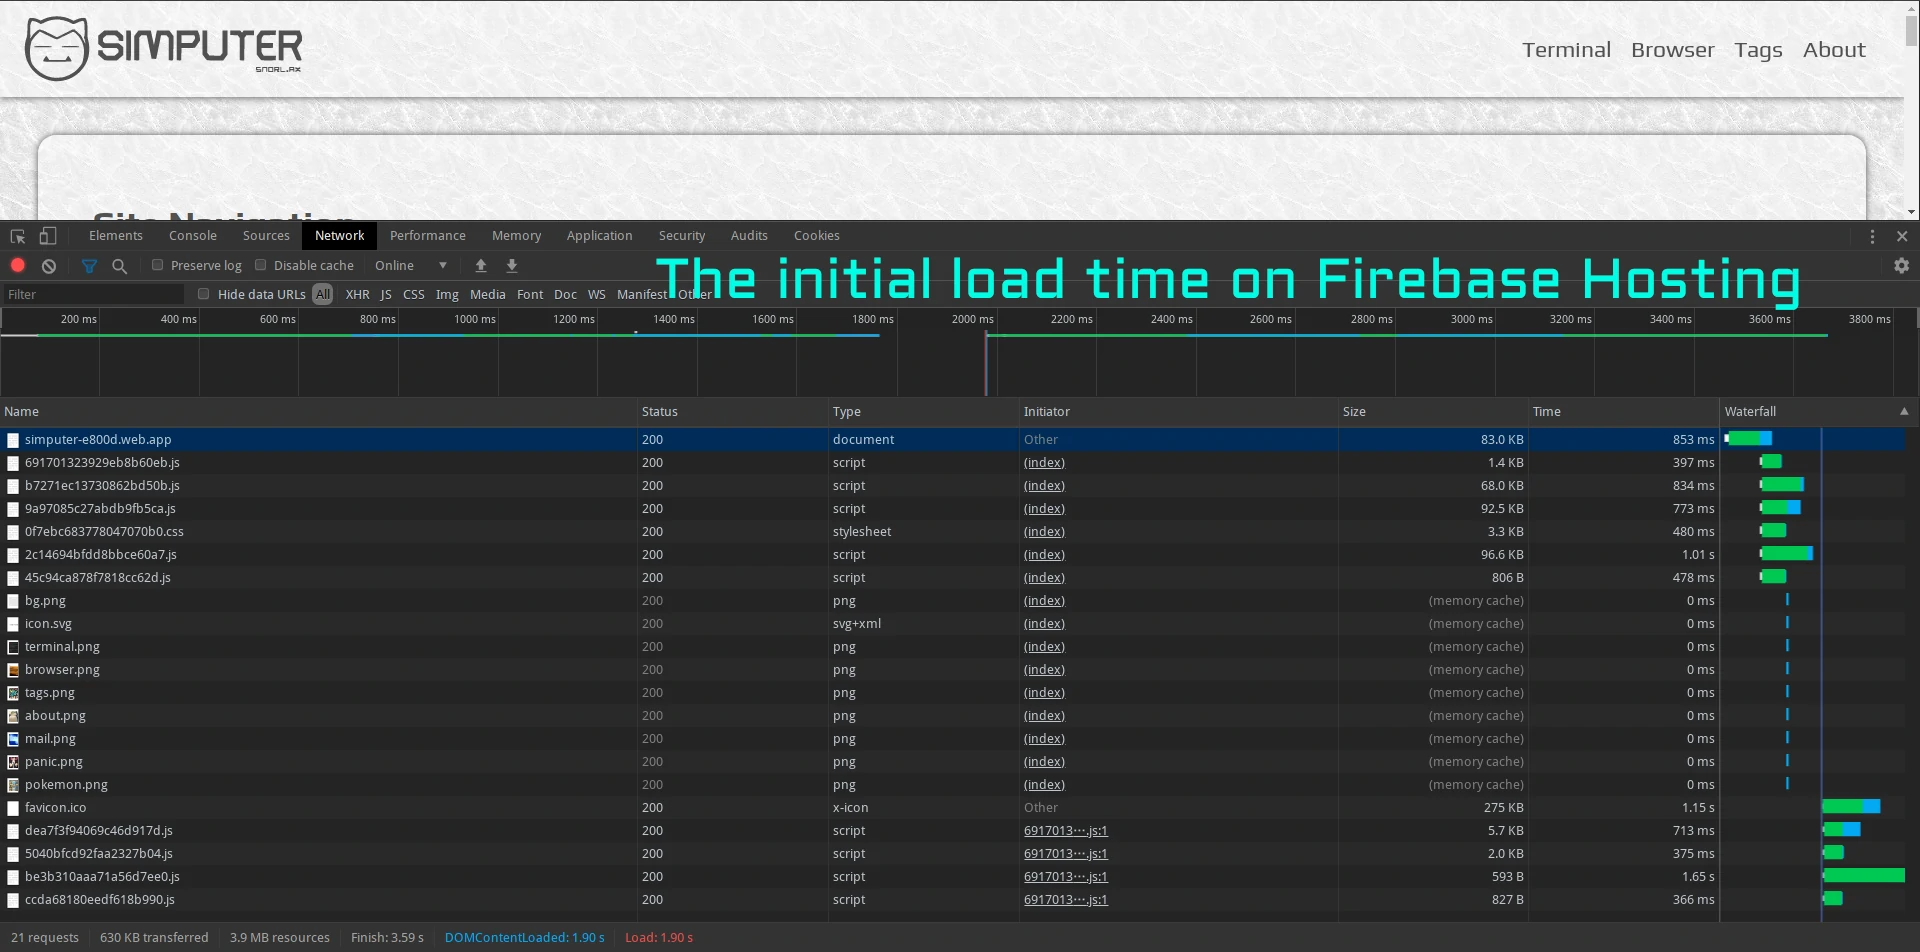 SIMPUTER
SNORL.AX
Terminal Browser Tags About
Site Navigation
Elements Console Sources Network Performance Memory Application Security Audits Cookies
Preserve log Disable cache Online
The initial load time on Firebase Hosting
Filter Hide data URLs All XHR JS CSS Img Media Font Doc WS Manifest Other
200 ms 400 ms 600 ms 800 ms 1000 ms 1200 ms 1400 ms 1600 ms 1800 ms 2000 ms 2200 ms 2400 ms 2600 ms 2800 ms 3000 ms 3200 ms 3400 ms 3600 ms 3800 ms
Name Status Type Initiator Size Time Waterfall
simputer-e800d.web.app 200 document Other 83.0 KB 853 ms
691701323929eb8b60eb.js 200 script (index) 1.4 KB 397 ms
b7271ec13730862bd50b.js 200 script (index) 68.0 KB 834 ms
9a97085c27abdb9fb5ca.js 200 script (index) 92.5 KB 773 ms
0f7ebc683778047070b0.css 200 stylesheet (index) 3.3 KB 480 ms
2c14694bfdd8bbce60a7.js 200 script (index) 96.6 KB 1.01 s
45c94ca878f7818cc62d.js 200 script (index) 806 B 478 ms
bg.png 200 png (index) (memory cache) 0 ms
icon.svg 200 svg+xml (index) (memory cache) 0 ms
terminal.png 200 png (index) (memory cache) 0 ms
browser.png 200 png (index) (memory cache) 0 ms
tags.png 200 png (index) (memory cache) 0 ms
about.png 200 png (index) (memory cache) 0 ms
mail.png 200 png (index) (memory cache) 0 ms
panic.png 200 png (index) (memory cache) 0 ms
pokemon.png 200 png (index) (memory cache) 0 ms
favicon.ico 200 x-icon Other 275 KB 1.15 s
dea7f3f94069c46d917d.js 200 script 6917013⋯.js:1 5.7 KB 713 ms
5040bfcd92faa2327b04.js 200 script 6917013⋯.js:1 2.0 KB 375 ms
be3b310aaa71a56d7ee0.js 200 script 6917013⋯.js:1 593 B 1.65 s
ccda68180eedf618b990.js 200 script 6917013⋯.js:1 827 B 366 ms
21 requests 630 KB transferred 3.9 MB resources Finish: 3.59 s DOMContentLoaded: 1.90 s Load: 1.90 s